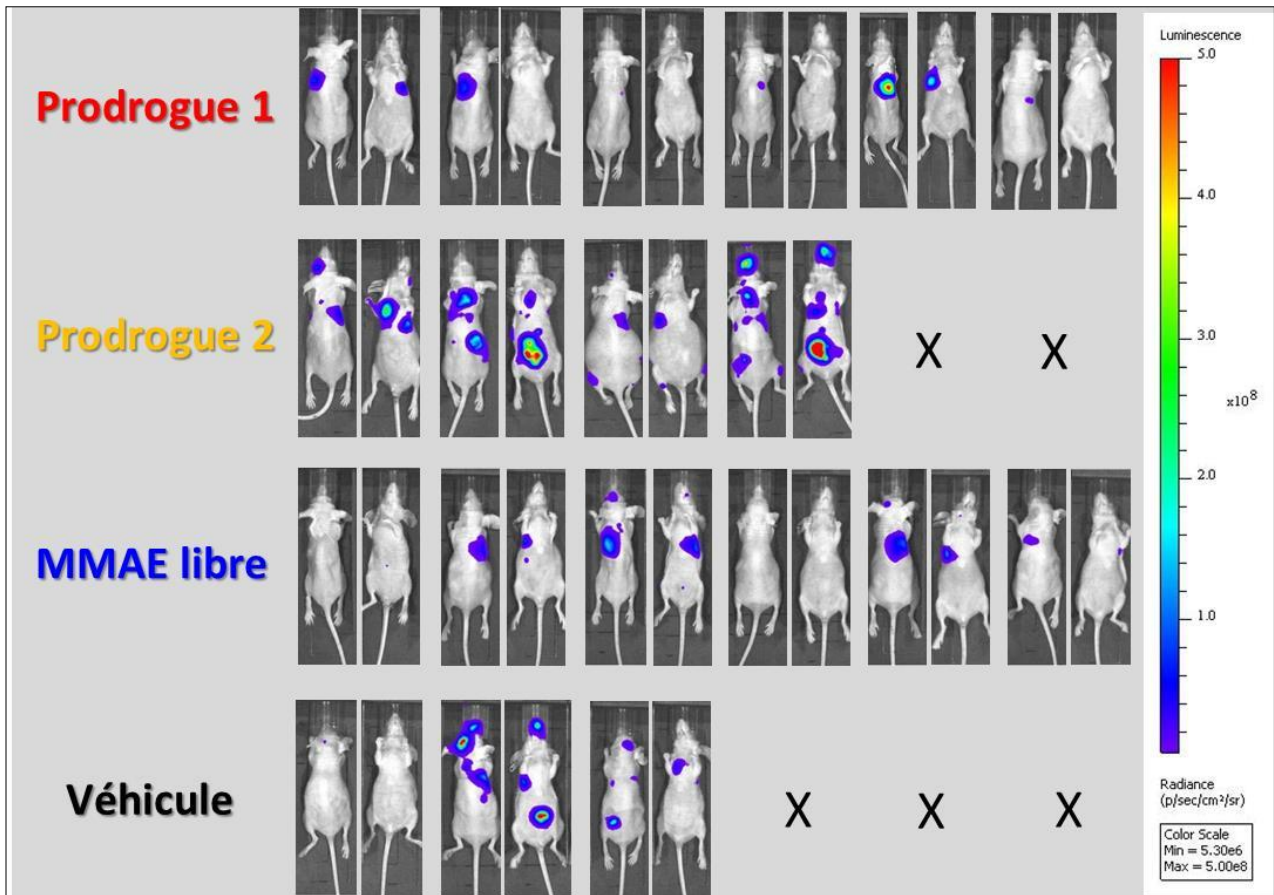 Luminescence
5.0
Prodrogue 1
4.0
Prodrogue 2
X X
3.0
x10⁸
2.0
MMAE libre
1.0
Véhicule
X X X
Radiance
(p/sec/cm²/sr)
Color Scale
Min = 5.30e6
Max = 5.00e8